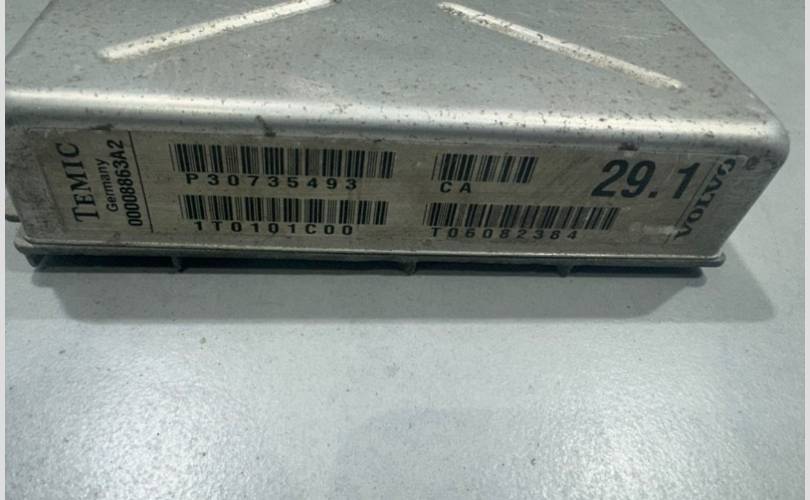 TEMIC
Germany
00008863A2
P30735493
CA
29.1
VOLVO
1T0101C00
T06082384